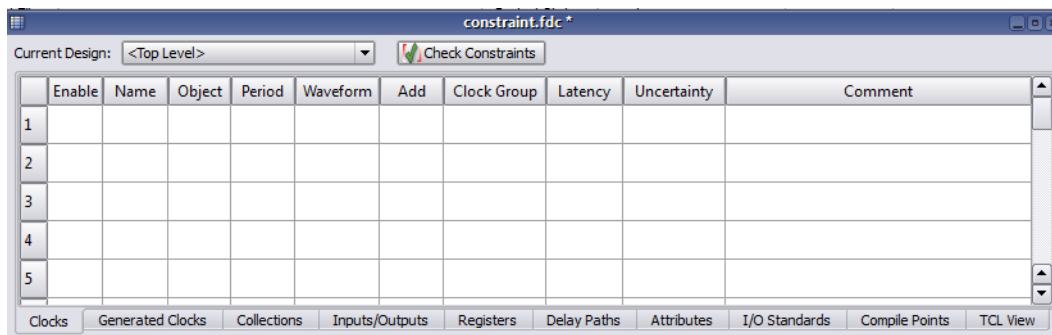 constraint.fdc *
Current Design: <Top Level> Check Constraints
Enable Name Object Period Waveform Add Clock Group Latency Uncertainty Comment
1
2
3
4
5
Clocks Generated Clocks Collections Inputs/Outputs Registers Delay Paths Attributes I/O Standards Compile Points TCL View